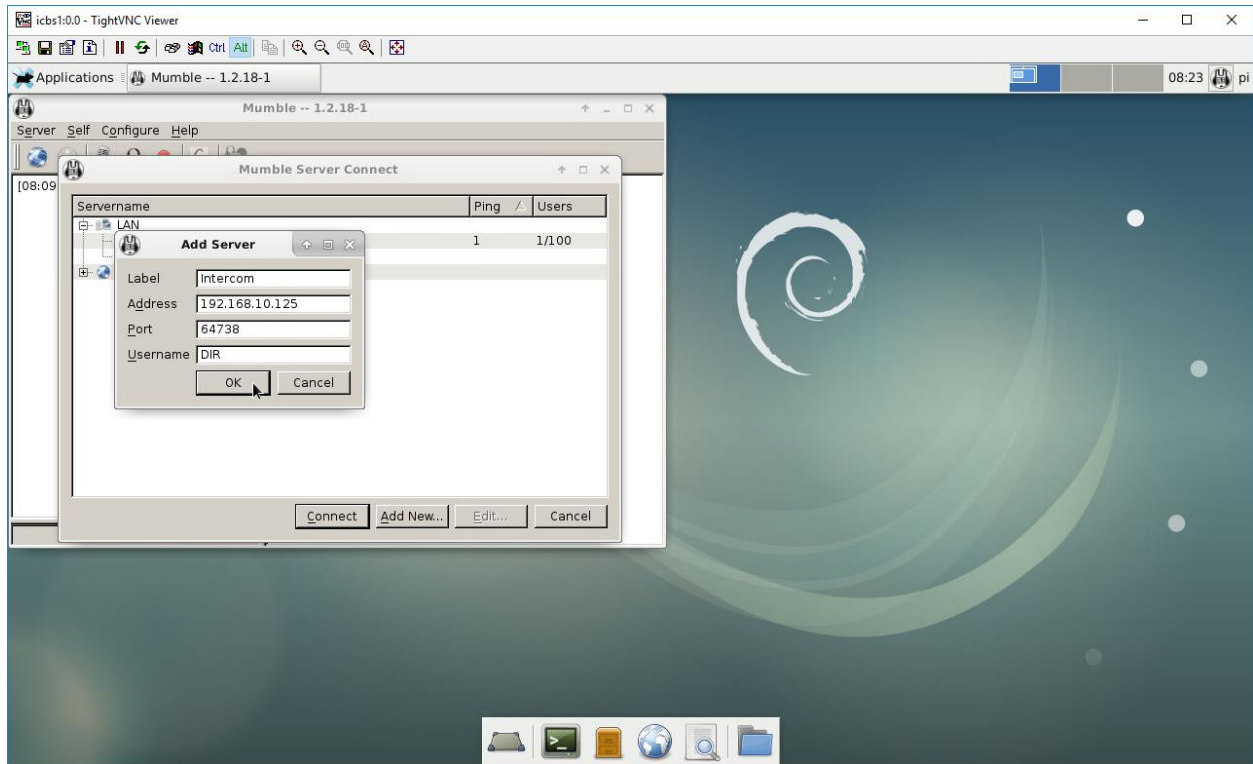 icbs1:0.0 - TightVNC Viewer
Ctrl Alt
Applications Mumble -- 1.2.18-1 08:23 pi
Mumble -- 1.2.18-1
Server Self Configure Help
[08:09
Mumble Server Connect
Servername Ping Users
LAN
1 1/100
Add Server
Label Intercom
Address 192.168.10.125
Port 64738
Username DIR
OK Cancel
Connect Add New... Edit... Cancel